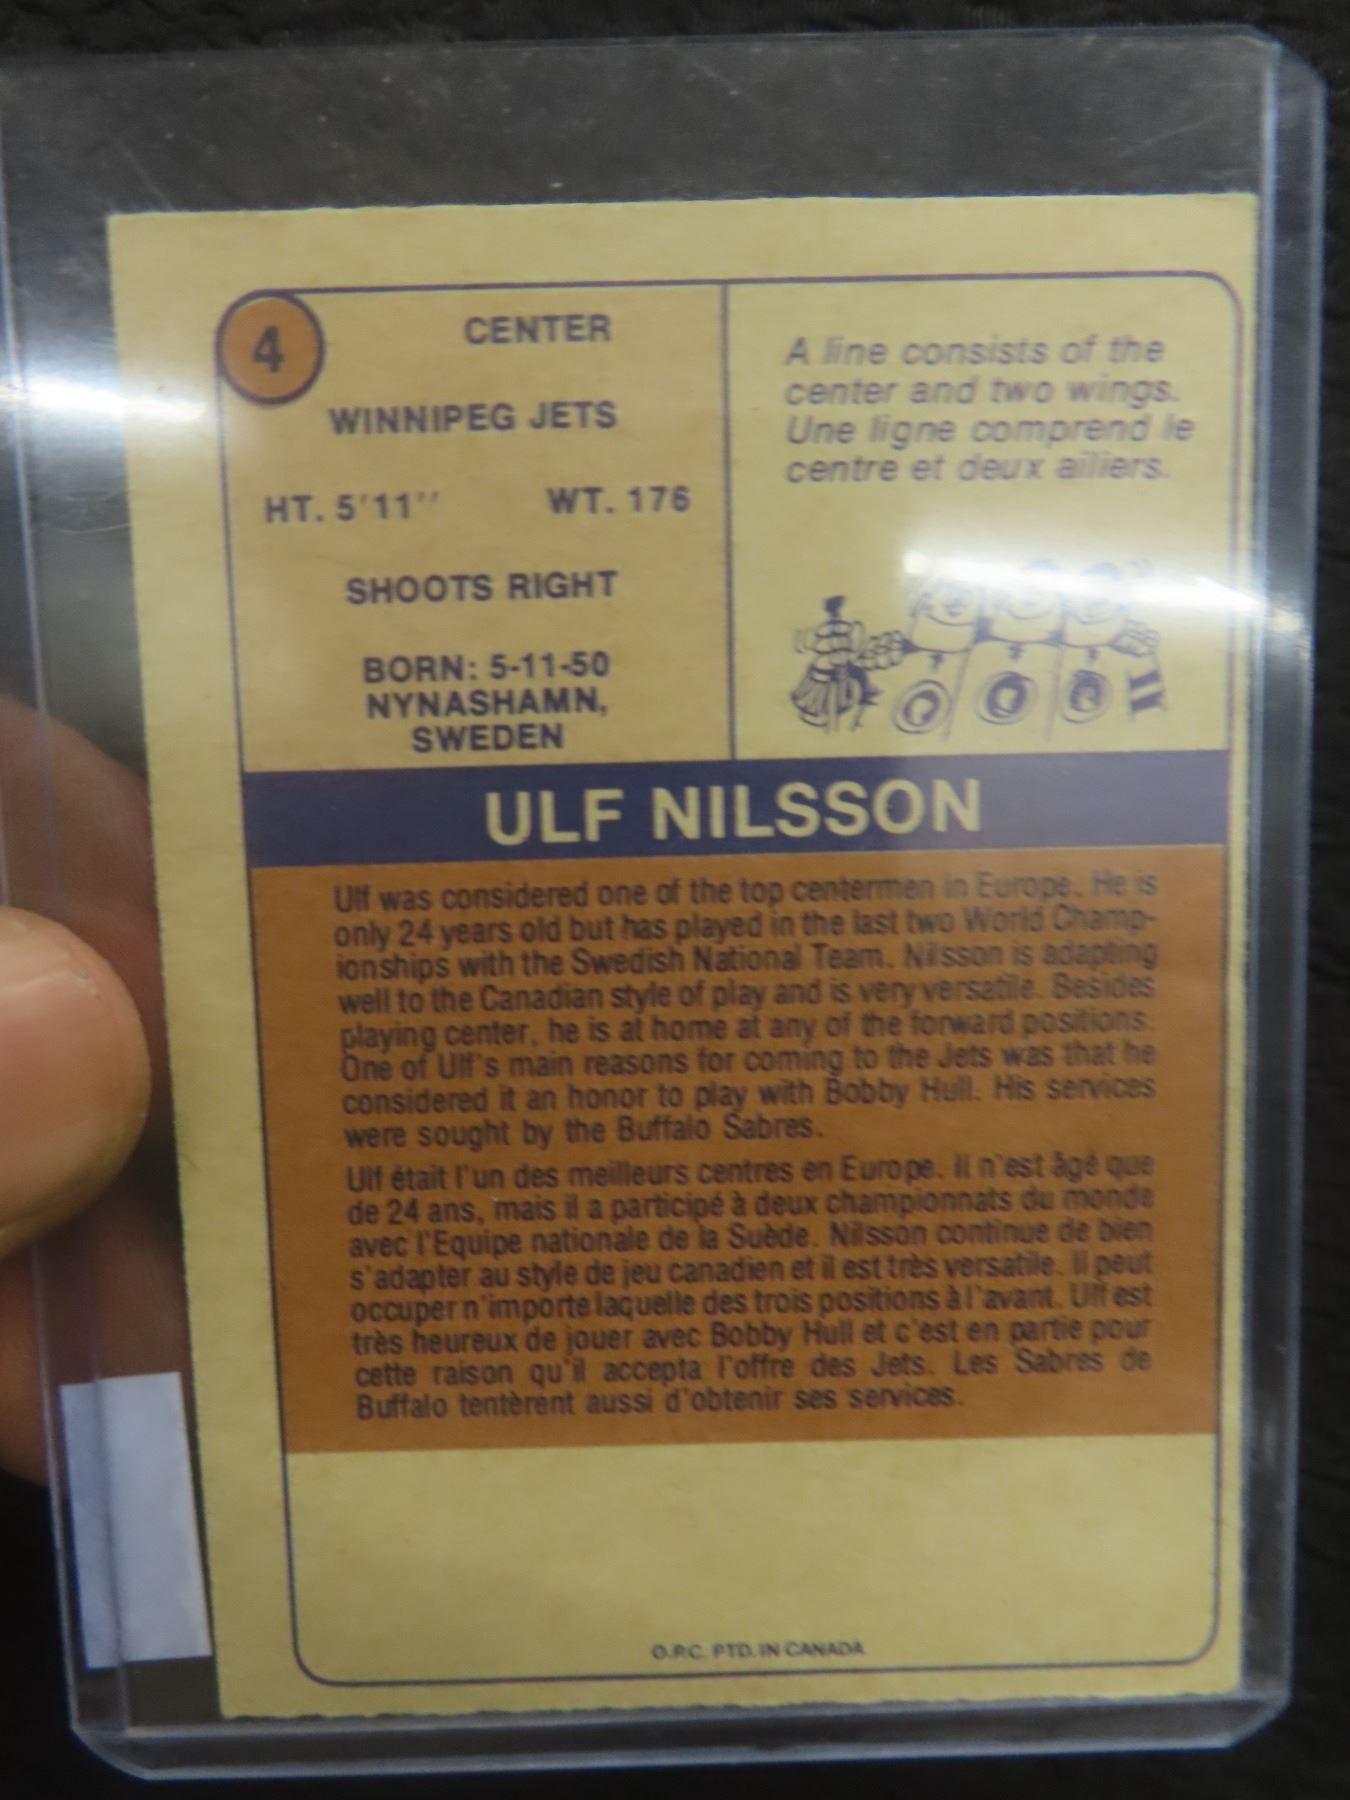 4
CENTER
WINNIPEG JETS
HT. 5'11'' WT. 176
SHOOTS RIGHT
BORN: 5-11-50
NYNASHAMN,
SWEDEN
A line consists of the
center and two wings.
Une ligne comprend le
centre et deux ailiers.
ULF NILSSON
Ulf was considered one of the top centermen in Europe. He is
only 24 years old but has played in the last two World Champ-
ionships with the Swedish National Team. Nilsson is adapting
well to the Canadian style of play and is very versatile. Besides
playing center, he is at home at any of the forward positions.
One of Ulf's main reasons for coming to the Jets was that he
considered it an honor to play with Bobby Hull. His services
were sought by the Buffalo Sabres.
Ulf était l'un des meilleurs centres en Europe. Il n'est âgé que
de 24 ans, mais il a participé à deux championnats du monde
avec l'Equipe nationale de la Suède. Nilsson continue de bien
s'adapter au style de jeu canadien et il est très versatile. Il peut
occuper n'importe laquelle des trois positions à l'avant. Ulf est
très heureux de jouer avec Bobby Hull et c'est en partie pour
cette raison qu'il accepta l'offre des Jets. Les Sabres de
Buffalo tentèrent aussi d'obtenir ses services.
O.P.C. PTD. IN CANADA